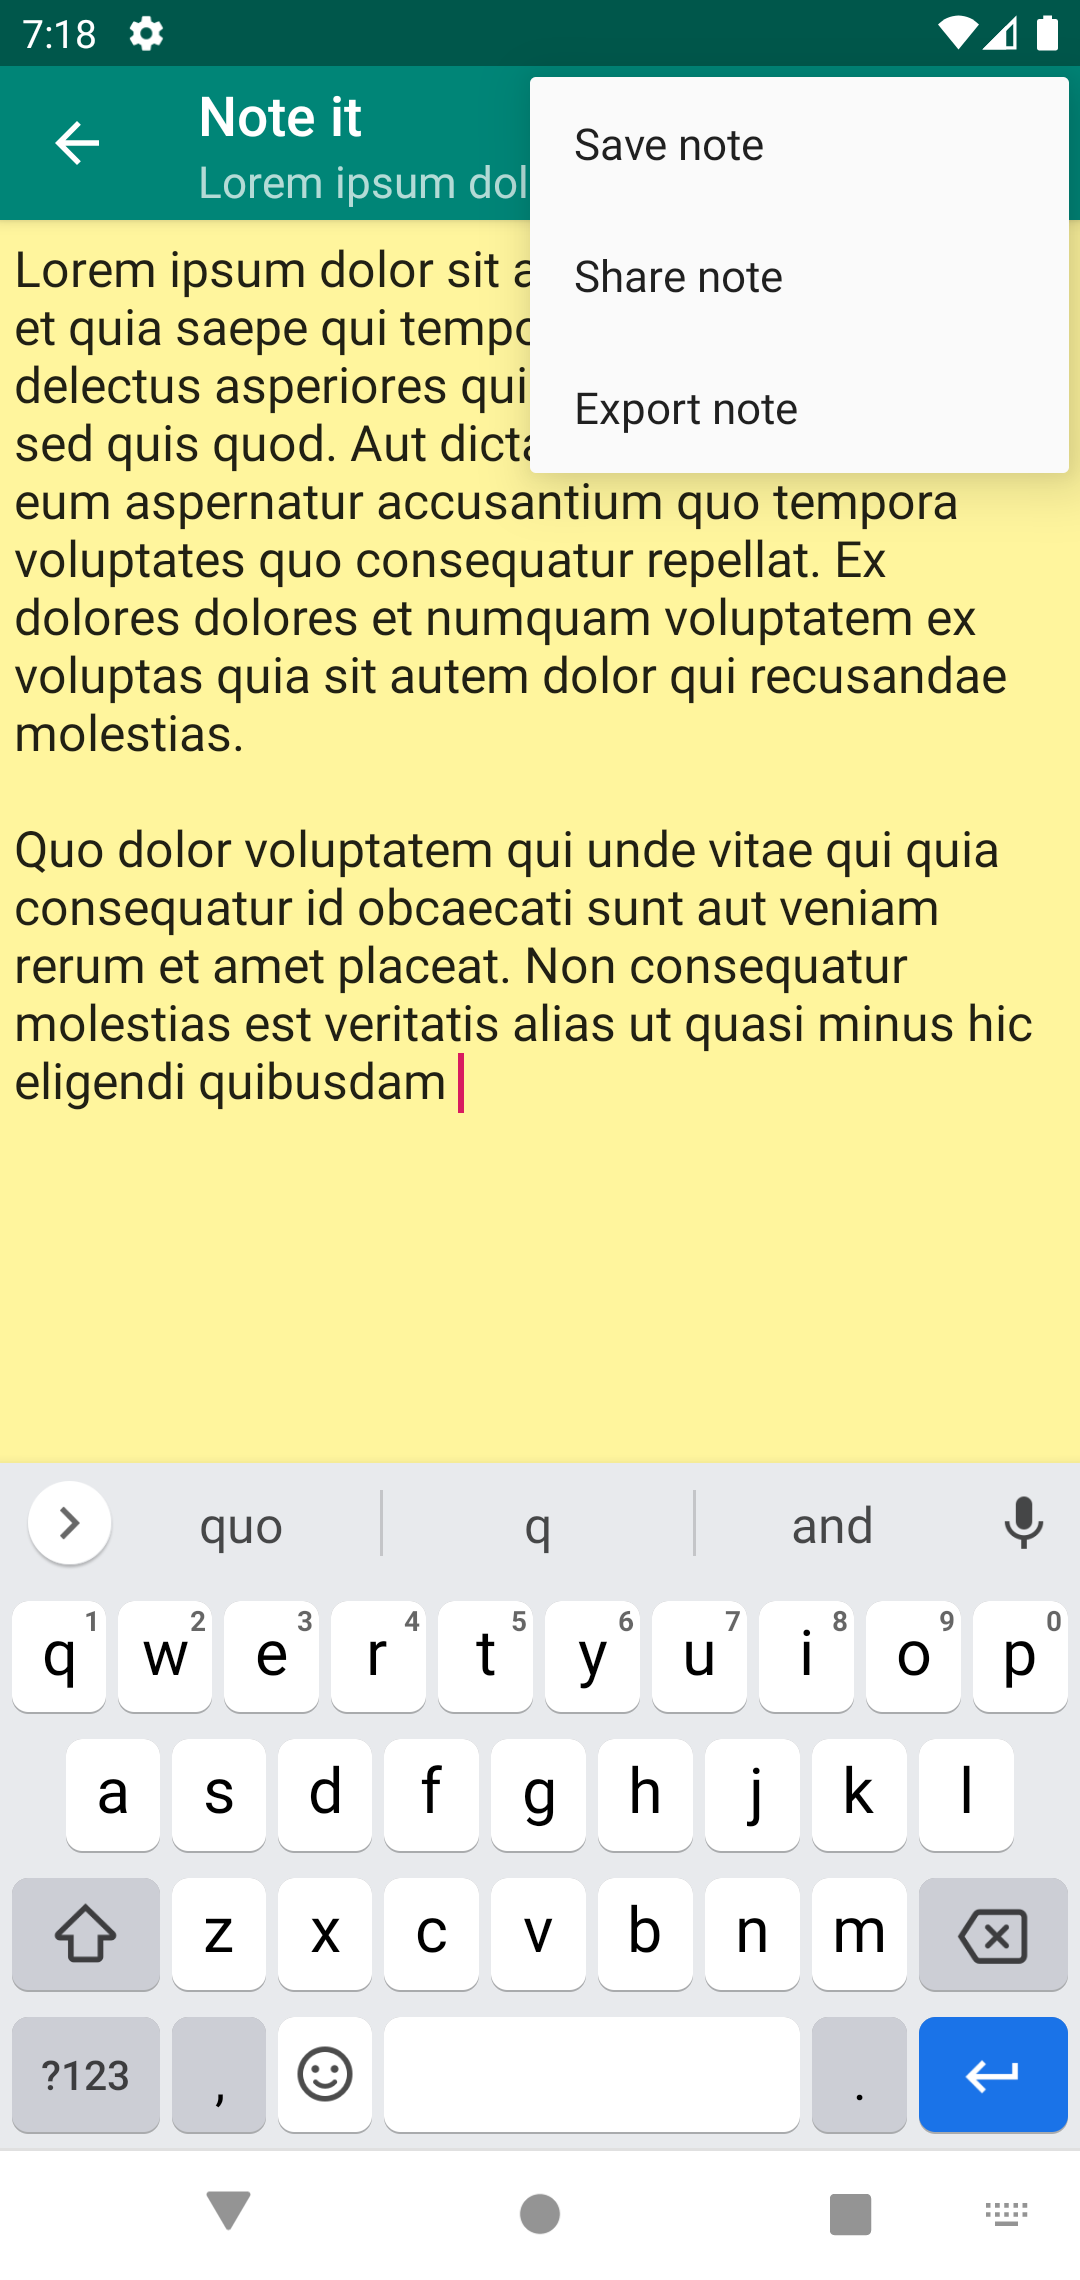 7:18
Note it
Lorem ipsum dol
Save note
Share note
Export note
Lorem ipsum dolor sit
et quia saepe qui
delectus asperiores qui
sed quis quod. Aut
eum aspernatur accusantium quo tempora
voluptates quo consequatur repellat. Ex
dolores dolores et numquam voluptatem ex
voluptas quia sit autem dolor qui recusandae
molestias.
Quo dolor voluptatem qui unde vitae qui quia
consequatur id obcaecati sunt aut veniam
rerum et amet placeat. Non consequatur
molestias est veritatis alias ut quasi minus hic
eligendi quibusdam
quo q and
q 1 w 2 e 3 r 4 t 5 y 6 u 7 i 8 o 9 p 0
a s d f g h j k l
z x c v b n m
?123 , .